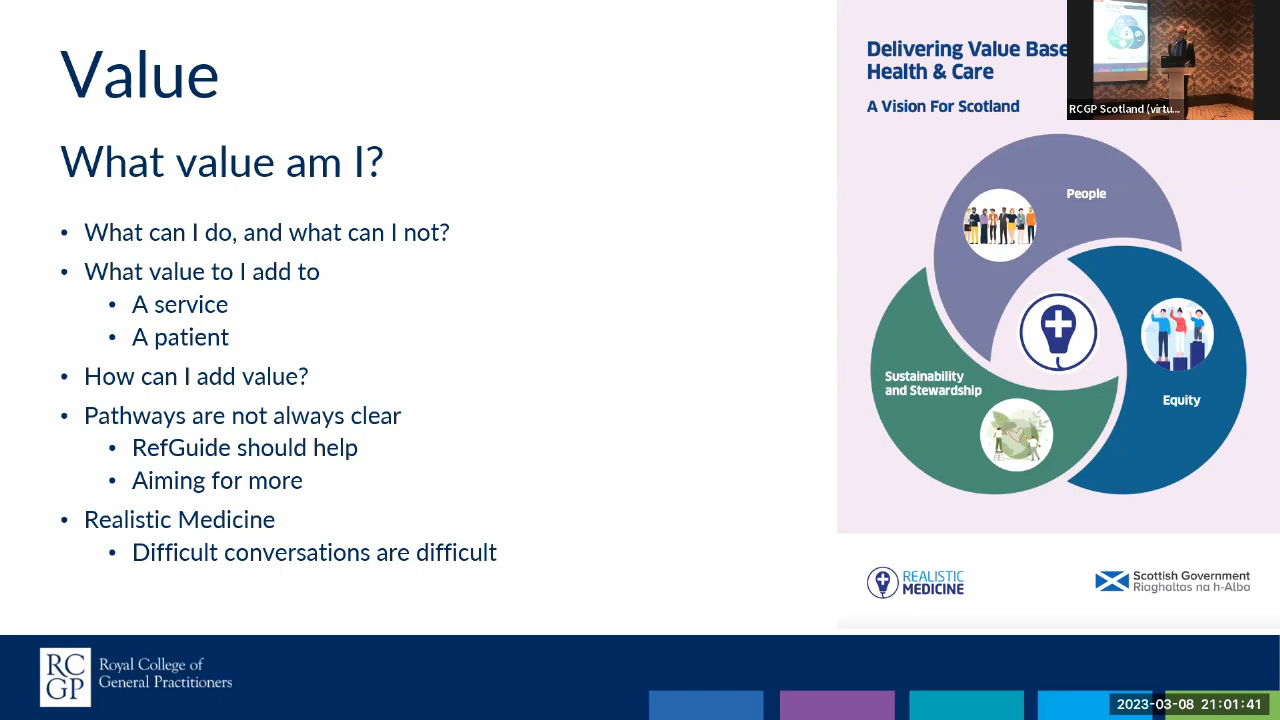 Value
What value am I?
• What can I do, and what can I not?
• What value to I add to
• A service
• A patient
• How can I add value?
• Pathways are not always clear
• RefGuide should help
• Aiming for more
• Realistic Medicine
• Difficult conversations are difficult
Delivering Value Base
Health & Care
A Vision For Scotland
RCGP Scotland (virtu...
People
Sustainability
and Stewardship
Equity
REALISTIC
MEDICINE
Scottish Government
Riaghaltas na h-Alba
RC
GP
Royal College of
General Practitioners
2023-03-08 21:01:41